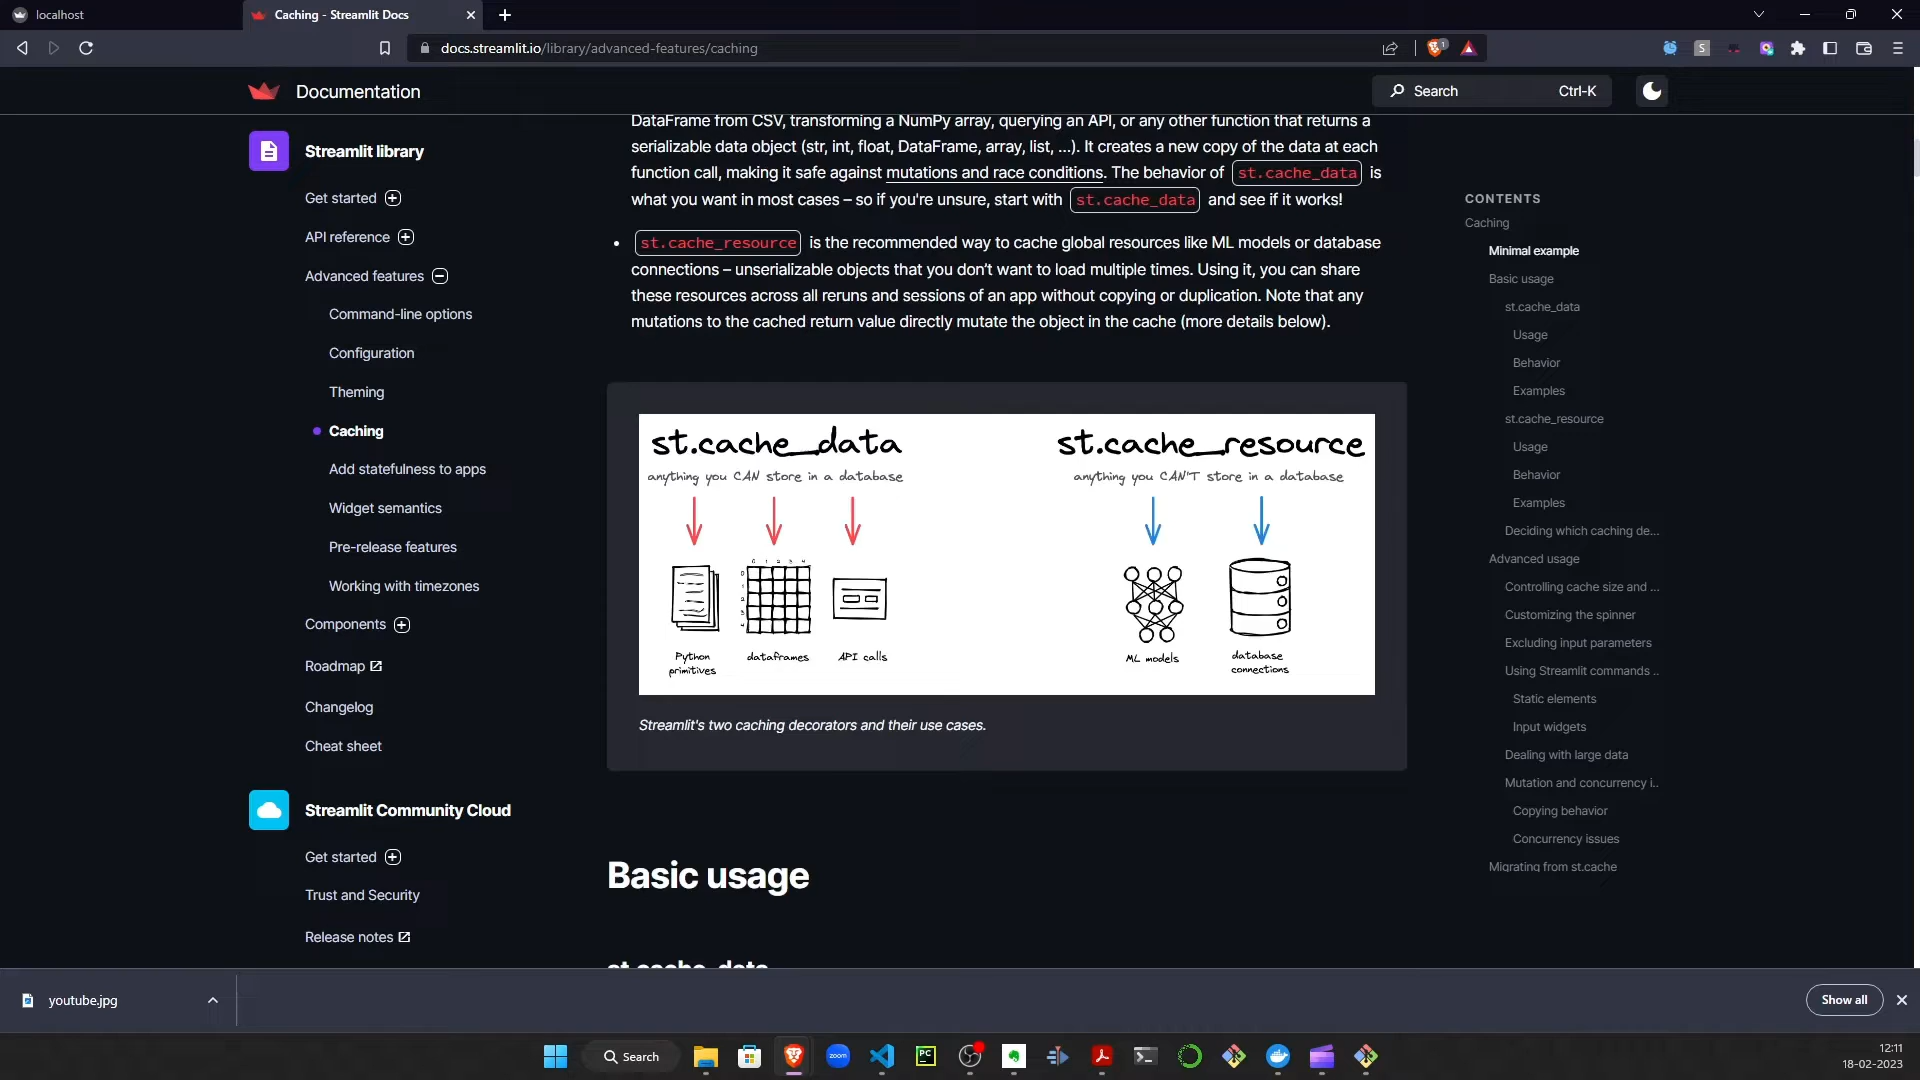 localhost
Caching - Streamlit Docs
docs.streamlit.io/library/advanced-features/caching
Documentation
Search
Ctrl-K
Streamlit library
Get started
API reference
Advanced features
Command-line options
Configuration
Theming
Caching
Add statefulness to apps
Widget semantics
Pre-release features
Working with timezones
Components
Roadmap
Changelog
Cheat sheet
Streamlit Community Cloud
Get started
Trust and Security
Release notes
DataFrame from CSV, transforming a NumPy array, querying an API, or any other function that returns a
serializable data object (str, int, float, DataFrame, array, list, …). It creates a new copy of the data at each
function call, making it safe against mutations and race conditions. The behavior of st.cache_data is
what you want in most cases – so if you're unsure, start with st.cache_data and see if it works!
• st.cache_resource is the recommended way to cache global resources like ML models or database
connections – unserializable objects that you don’t want to load multiple times. Using it, you can share
these resources across all reruns and sessions of an app without copying or duplication. Note that any
mutations to the cached return value directly mutate the object in the cache (more details below).
st.cache_data
anything you CAN store in a database
Python
primitives
dataframes
API calls
st.cache_resource
anything you CAN'T store in a database
ML models
database
connections
Streamlit's two caching decorators and their use cases.
Basic usage
st.cache_data
CONTENTS
Caching
Minimal example
Basic usage
st.cache_data
Usage
Behavior
Examples
st.cache_resource
Usage
Behavior
Examples
Deciding which caching de...
Advanced usage
Controlling cache size and ...
Customizing the spinner
Excluding input parameters
Using Streamlit commands ..
Static elements
Input widgets
Dealing with large data
Mutation and concurrency i..
Copying behavior
Concurrency issues
Migrating from st.cache
youtube.jpg
Show all
Search
zoom
PC
12:11
18-02-2023